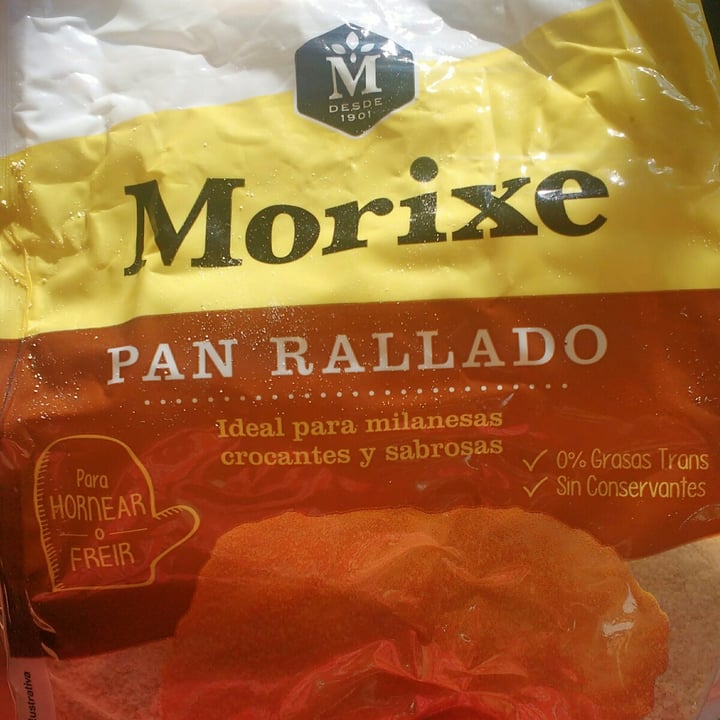 M
DESDE
1901
Morixe
PAN RALLADO
Ideal para milanesas
crocantes y sabrosas
✓ 0% Grasas Trans
✓ Sin Conservantes
Para
HORNEAR
o
FREIR